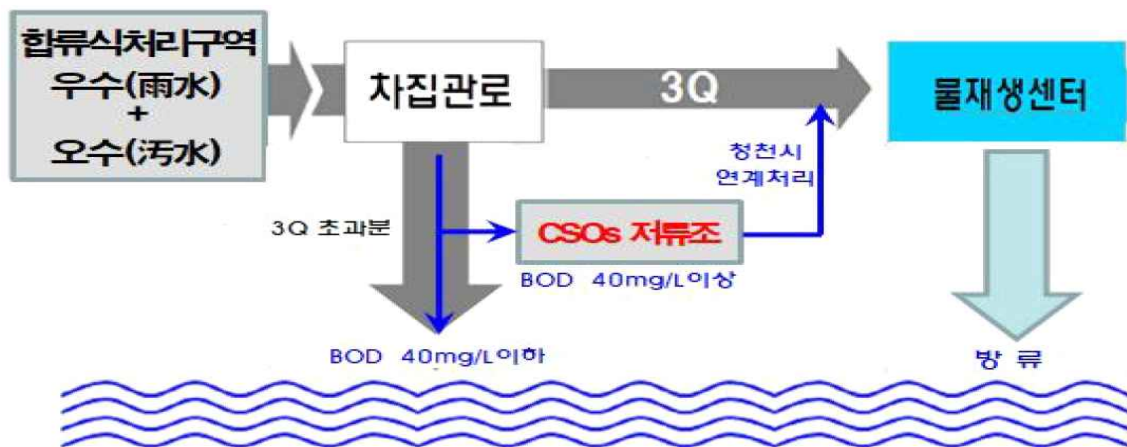 합류식처리구역
우수(雨水)
+
오수(汚水)
차집관로
3Q
물재생센터
청천시
연계처리
3Q 초과분
CSOs 저류조
BOD 40mg/L이상
BOD 40mg/L이하
방 류